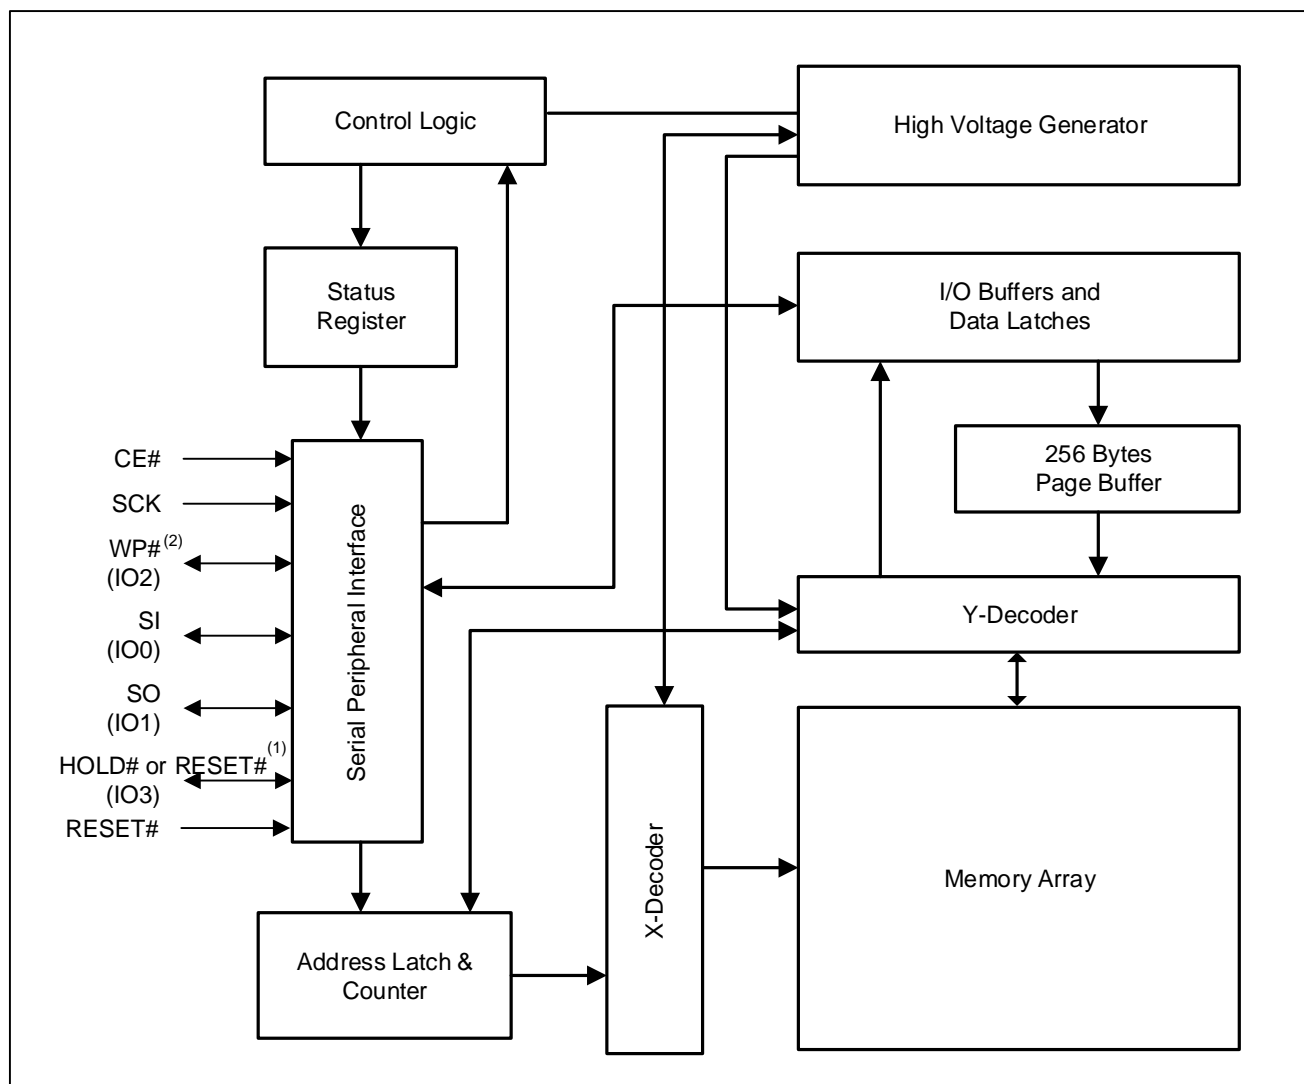 Control Logic
High Voltage Generator
Status
Register
I/O Buffers and
Data Latches
256 Bytes
Page Buffer
CE#
SCK
WP# (2)
(IO2)
SI
(IO0)
SO
(IO1)
HOLD# or RESET# (1)
(IO3)
RESET#
Serial Peripheral Interface
Y-Decoder
X-Decoder
Memory Array
Address Latch &
Counter